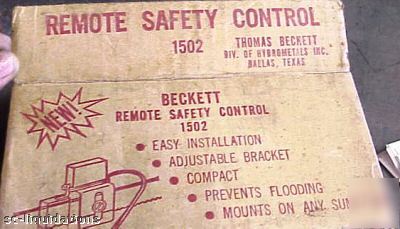 REMOTE SAFETY CONTROL
1502
THOMAS BECKETT
DIV. OF HYDROMETALS INC.
DALLAS, TEXAS
NEW!
BECKETT
REMOTE SAFETY CONTROL
1502
• EASY INSTALLATION
• ADJUSTABLE BRACKET
• COMPACT
• PREVENTS FLOODING
• MOUNTS ON ANY SUM
sc-liquidations